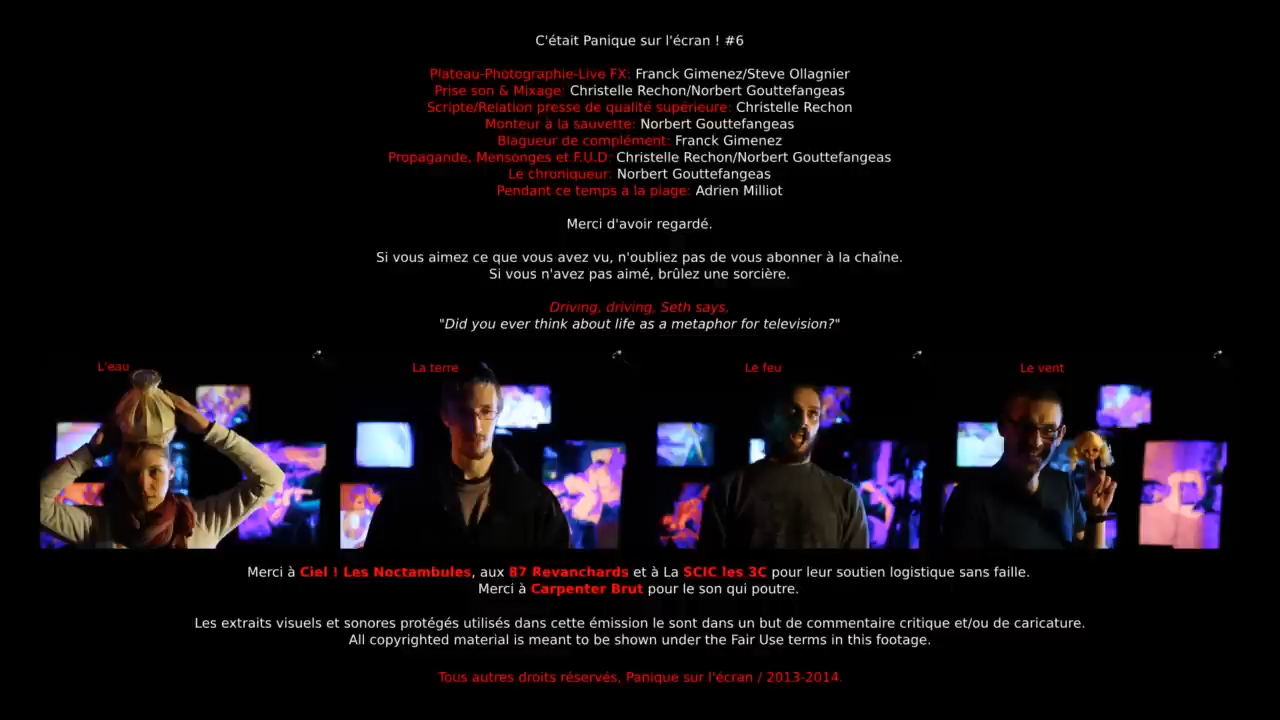 C'était Panique sur l'écran ! #6
Plateau-Photographie-Live FX: Franck Gimenez/Steve Ollagnier
Prise son & Mixage: Christelle Rechon/Norbert Gouttefangeas
Scripte/Relation presse de qualité supérieure: Christelle Rechon
Monteur à la sauvette: Norbert Gouttefangeas
Blagueur de complément: Franck Gimenez
Propagande, Mensonges et F.U.D: Christelle Rechon/Norbert Gouttefangeas
Le chroniqueur: Norbert Gouttefangeas
Pendant ce temps à la plage: Adrien Milliot
Merci d'avoir regardé.
Si vous aimez ce que vous avez vu, n'oubliez pas de vous abonner à la chaîne.
Si vous n'avez pas aimé, brûlez une sorcière.
Driving, driving, Seth says,
"Did you ever think about life as a metaphor for television?"
L'eau
La terre
Le feu
Le vent
Merci à Ciel ! Les Noctambules, aux 87 Revanchards et à La SCIC les 3C pour leur soutien logistique sans faille.
Merci à Carpenter Brut pour le son qui poutre.
Les extraits visuels et sonores protégés utilisés dans cette émission le sont dans un but de commentaire critique et/ou de caricature.
All copyrighted material is meant to be shown under the Fair Use terms in this footage.
Tous autres droits réservés, Panique sur l'écran / 2013-2014.